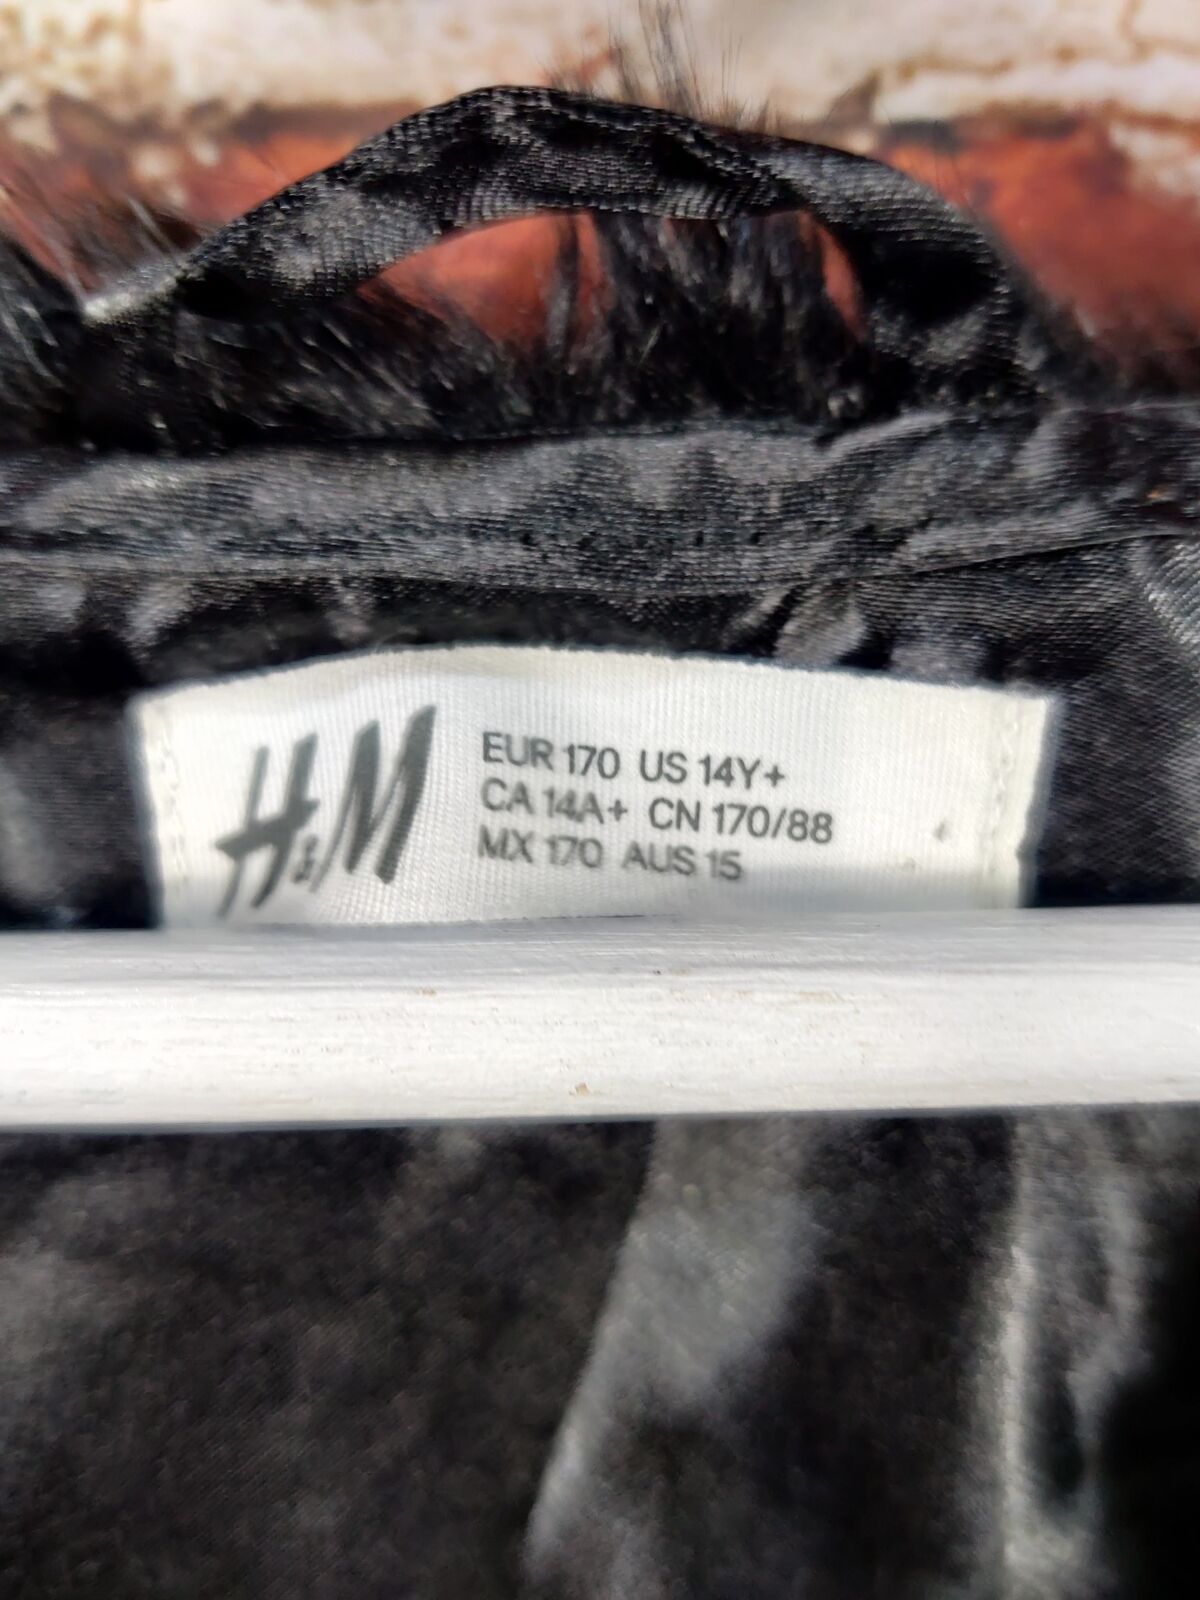 H&M
EUR 170 US 14Y+
CA 14A+ CN 170/88
MX 170 AUS 15